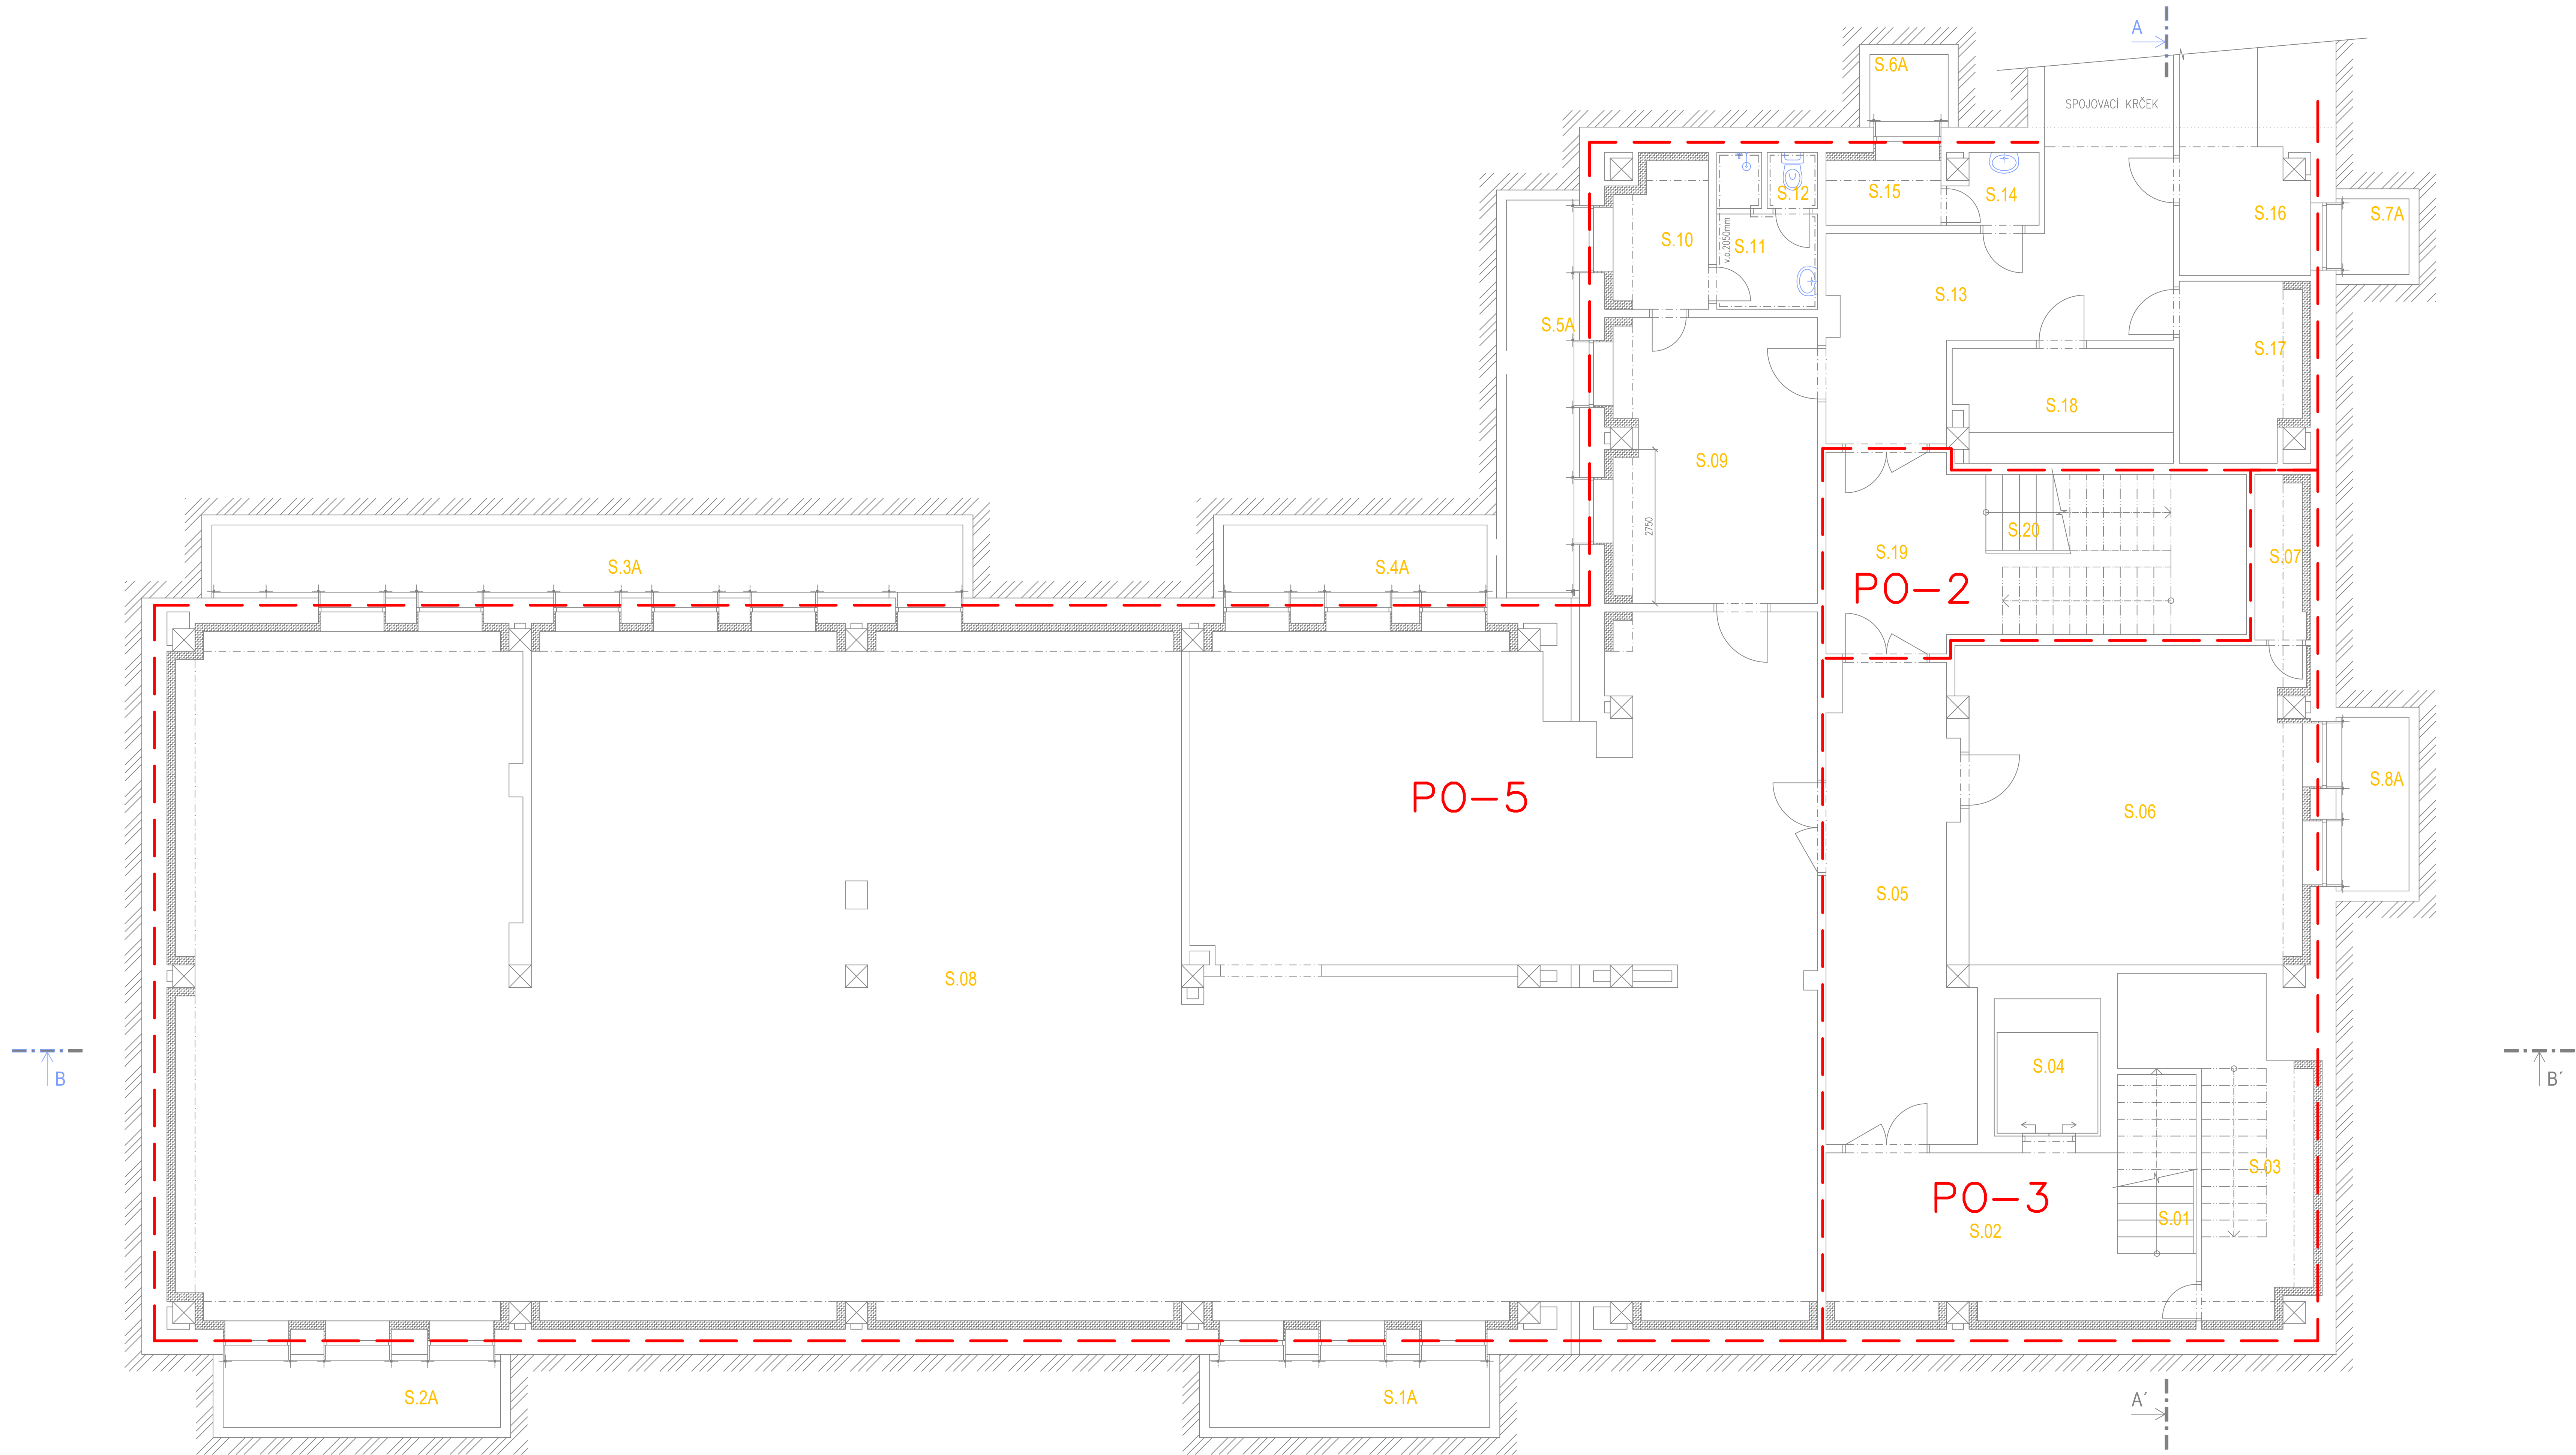 A
S.6A
SPOJOVACÍ KRČEK
S.12
S.15
S.14
S.16
S.7A
S.10
S.11
v.o.2050mm
S.13
S.5A
S.17
S.18
S.09
2750
S.20
S.19
S.07
S.3A
S.4A
PO-2
PO-5
S.8A
S.06
S.05
S.08
S.04
B
B´
S.03
PO-3
S.02
S.01
S.2A
S.1A
A´